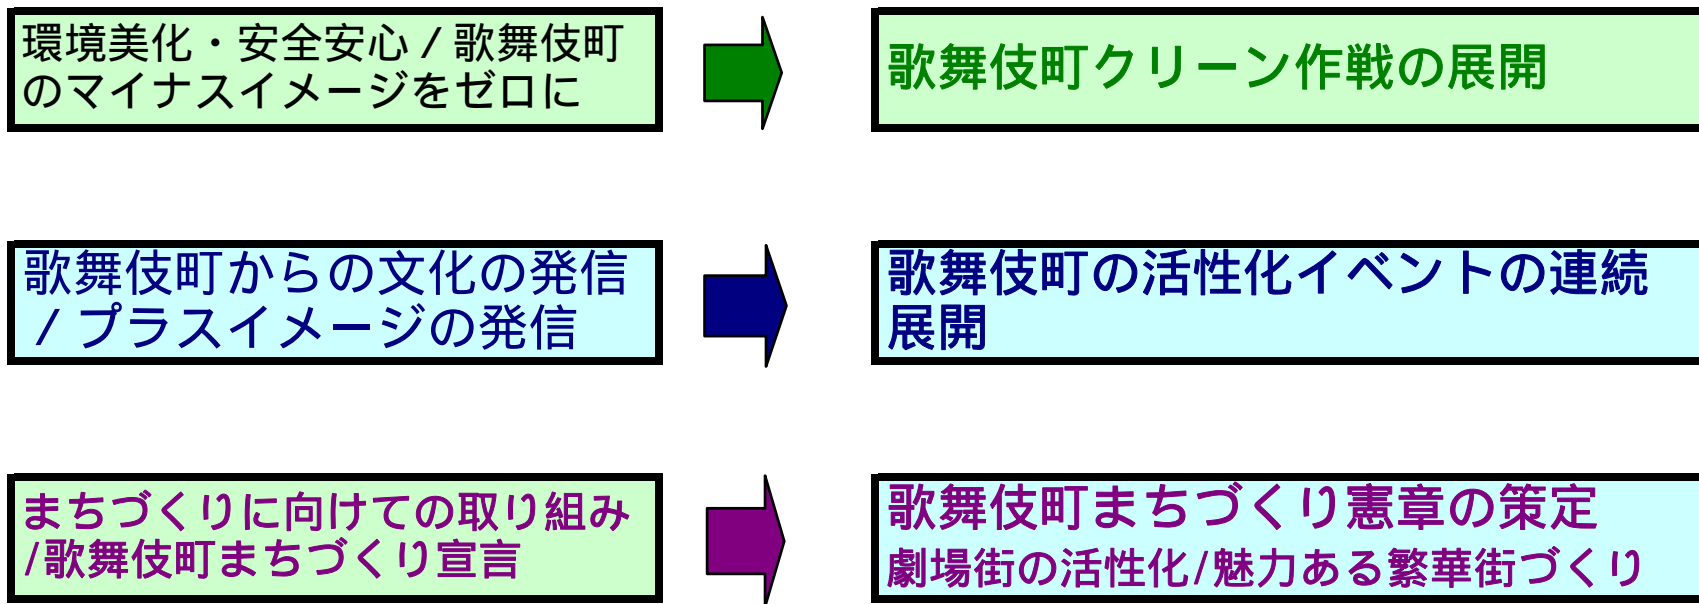 環境美化・安全安心/歌舞伎町
のマイナスイメージをゼロに
歌舞伎町クリーン作戦の展開
歌舞伎町からの文化の発信
/プラスイメージの発信
歌舞伎町の活性化イベントの連続
展開
まちづくりに向けての取り組み
/歌舞伎町まちづくり宣言
歌舞伎町まちづくり憲章の策定
劇場街の活性化/魅力ある繁華街づくり